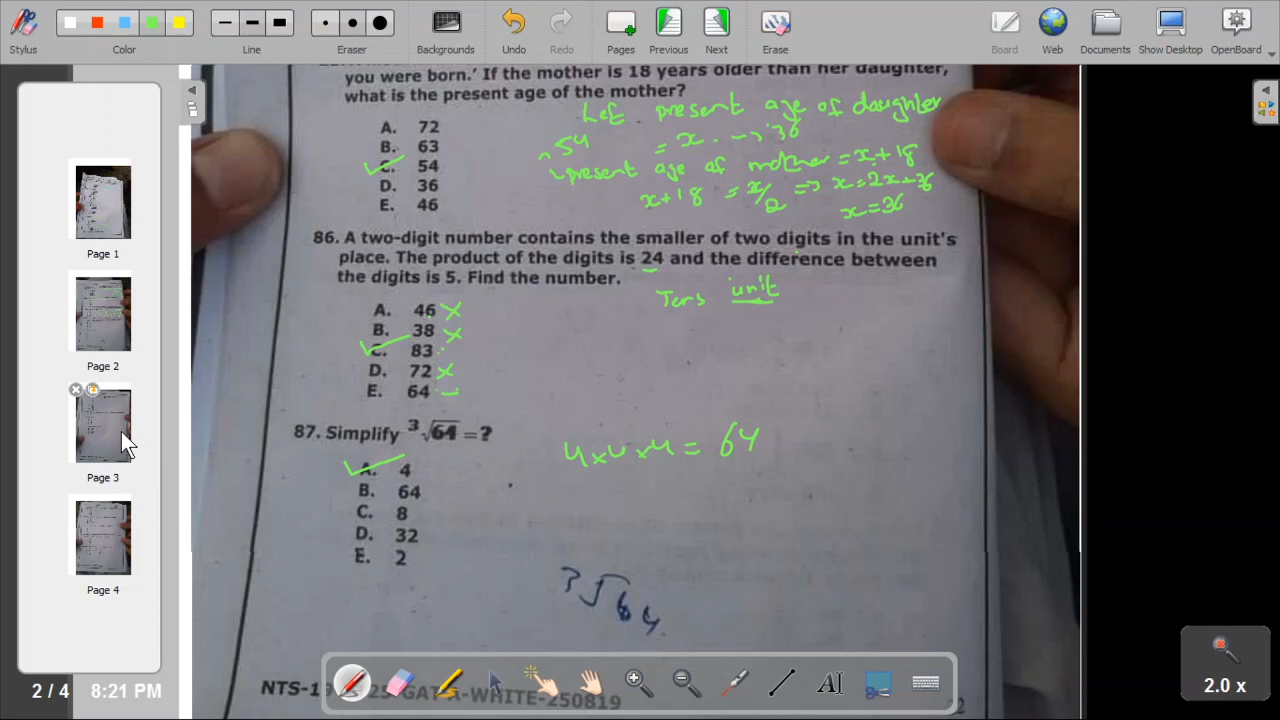 Stylus
Color
Line
Eraser
Backgrounds
Undo
Redo
Pages
Previous
Next
Erase
Board
Web
Documents
Show Desktop
OpenBoard
Page 1
Page 2
Page 3
Page 4
you were born.' If the mother is 18 years older than her daughter,
what is the present age of the mother?
A. 72
B. 63
C. 54
D. 36
E. 46
Let present age of daughter
= x. → 36
54
present age of mother = x+18
x+18 = x/2 => x=2x-36
x=36
86. A two-digit number contains the smaller of two digits in the unit's
place. The product of the digits is 24 and the difference between
the digits is 5. Find the number.
Tens unit
A. 46 ×
B. 38 ×
C. 83
D. 72 ×
E. 64
87. Simplify ³√64 = ?
4×4×4 = 64
A. 4
B. 64
C. 8
D. 32
E. 2
3√64
GAT-A-WHITE-250819
2 / 4 8:21 PM
2.0 x